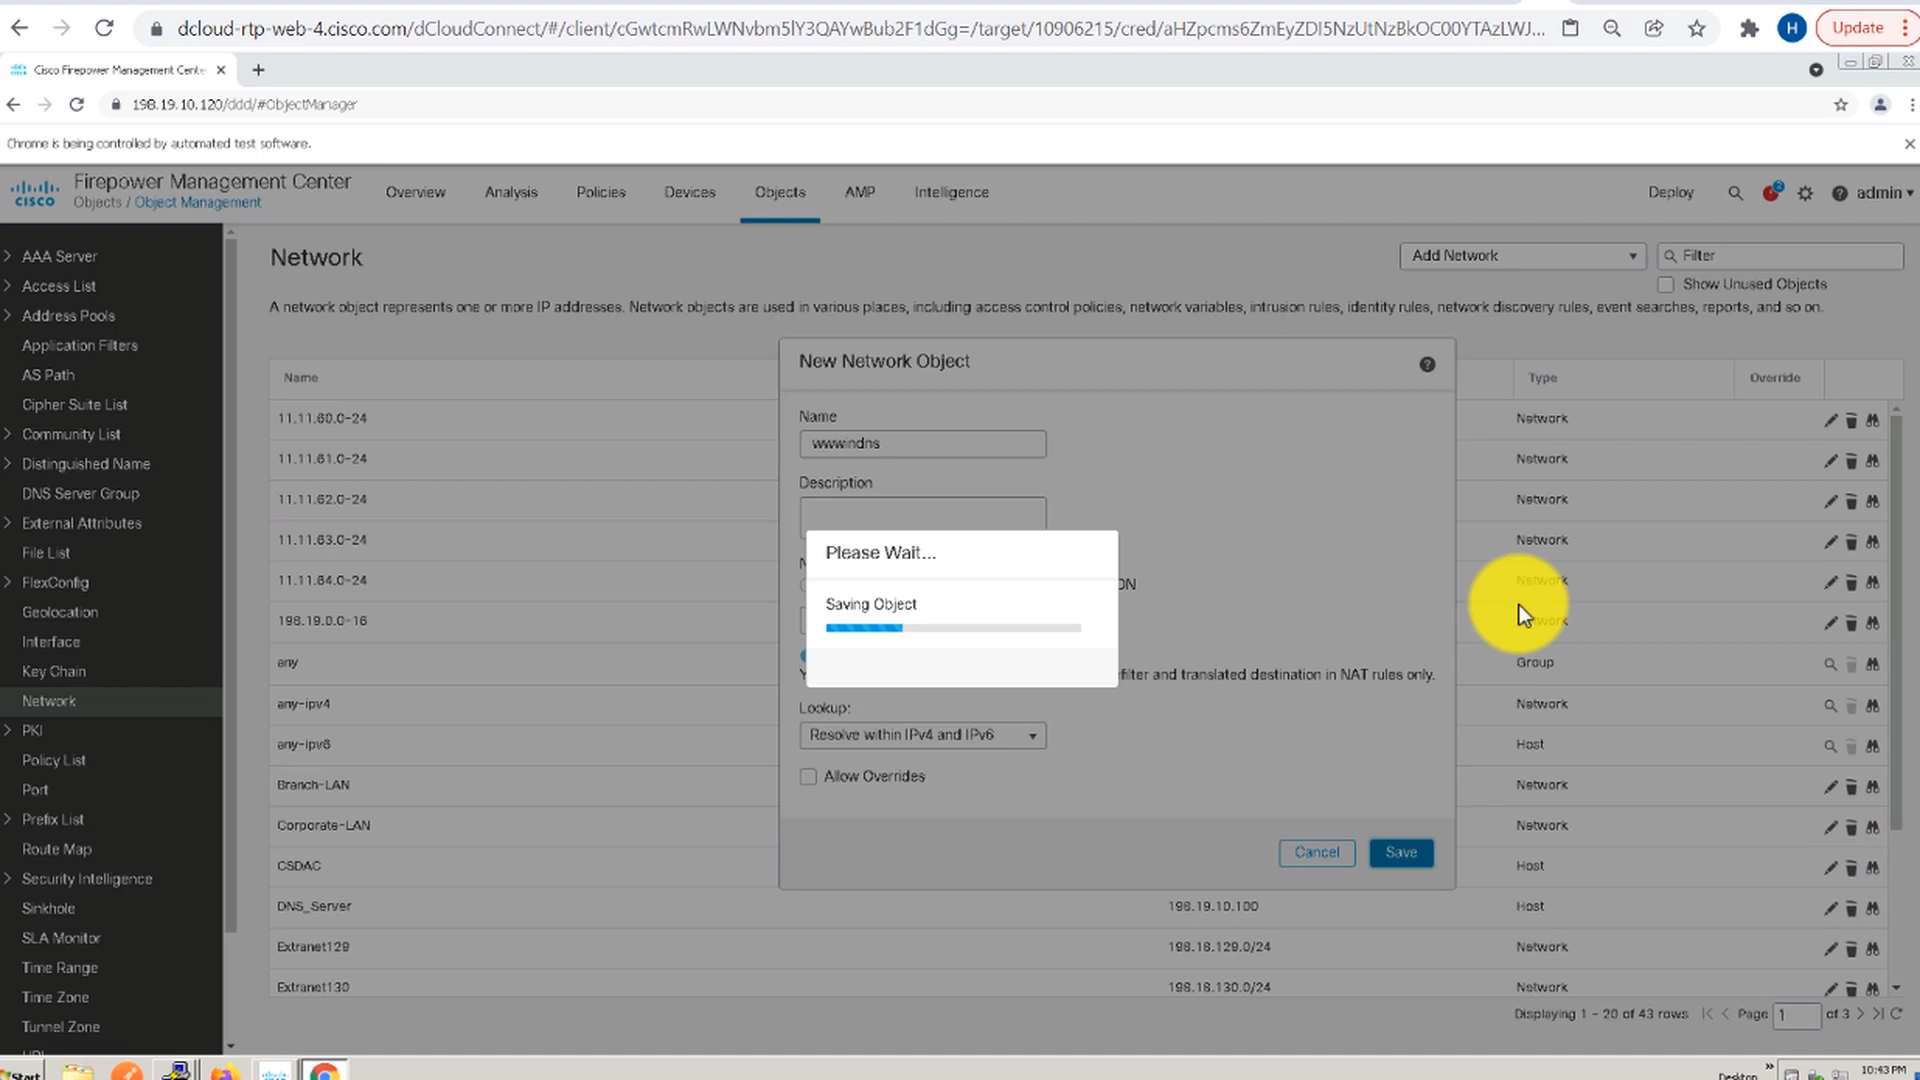 dcloud-rtp-web-4.cisco.com/dCloudConnect/#/client/cGwtcmRwLWNvbm5lY3QAYwBub2F1dGg=/target/10906215/cred/aHZpcms6ZmEyZDI5NzUtNzBkOC00YTAzLWJ...
H
Update
Cisco Firepower Management Cente
198.19.10.120/ddd/#ObjectManager
Chrome is being controlled by automated test software.
cisco
Firepower Management Center
Objects / Object Management
Overview
Analysis
Policies
Devices
Objects
AMP
Intelligence
Deploy
2
admin
AAA Server
Access List
Address Pools
Application Filters
AS Path
Cipher Suite List
Community List
Distinguished Name
DNS Server Group
External Attributes
File List
FlexConfig
Geolocation
Interface
Key Chain
Network
PKI
Policy List
Port
Prefix List
Route Map
Security Intelligence
Sinkhole
SLA Monitor
Time Range
Time Zone
Tunnel Zone
Network
Add Network
Filter
Show Unused Objects
A network object represents one or more IP addresses. Network objects are used in various places, including access control policies, network variables, intrusion rules, identity rules, network discovery rules, event searches, reports, and so on.
Name
Type
Override
11.11.60.0-24
Network
11.11.61.0-24
Network
11.11.62.0-24
Network
11.11.63.0-24
Network
11.11.64.0-24
Network
198.19.0.0-16
any
Group
any-ipv4
Network
any-ipv6
Host
Branch-LAN
Network
Corporate-LAN
Network
CSDAC
Host
DNS_Server
198.19.10.100
Host
Extranet129
198.18.129.0/24
Network
Extranet130
198.18.130.0/24
Network
Displaying 1 - 20 of 43 rows
Page 1 of 3
New Network Object
Name
wwwindns
Description
Please Wait...
Saving Object
filter and translated destination in NAT rules only.
Lookup:
Resolve within IPv4 and IPv6
Allow Overrides
Cancel
Save
Start
Desktop
10:43 PM